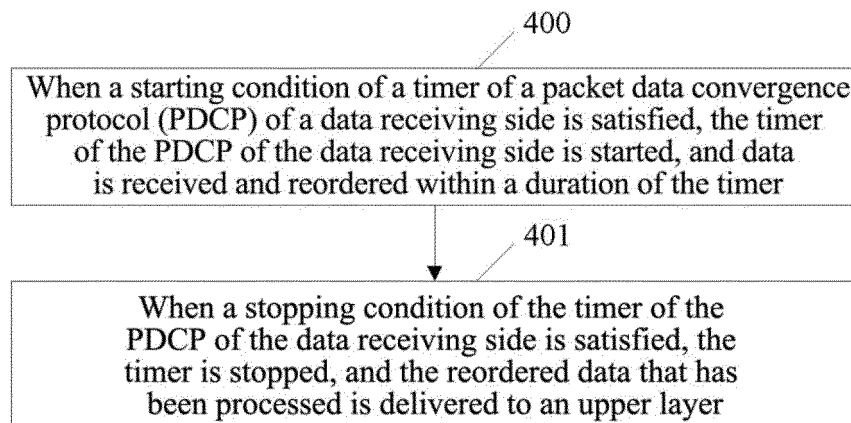 400
When a starting condition of a timer of a packet data convergence
protocol (PDCP) of a data receiving side is satisfied, the timer
of the PDCP of the data receiving side is started, and data
is received and reordered within a duration of the timer
401
When a stopping condition of the timer of the
PDCP of the data receiving side is satisfied, the
timer is stopped, and the reordered data that has
been processed is delivered to an upper layer